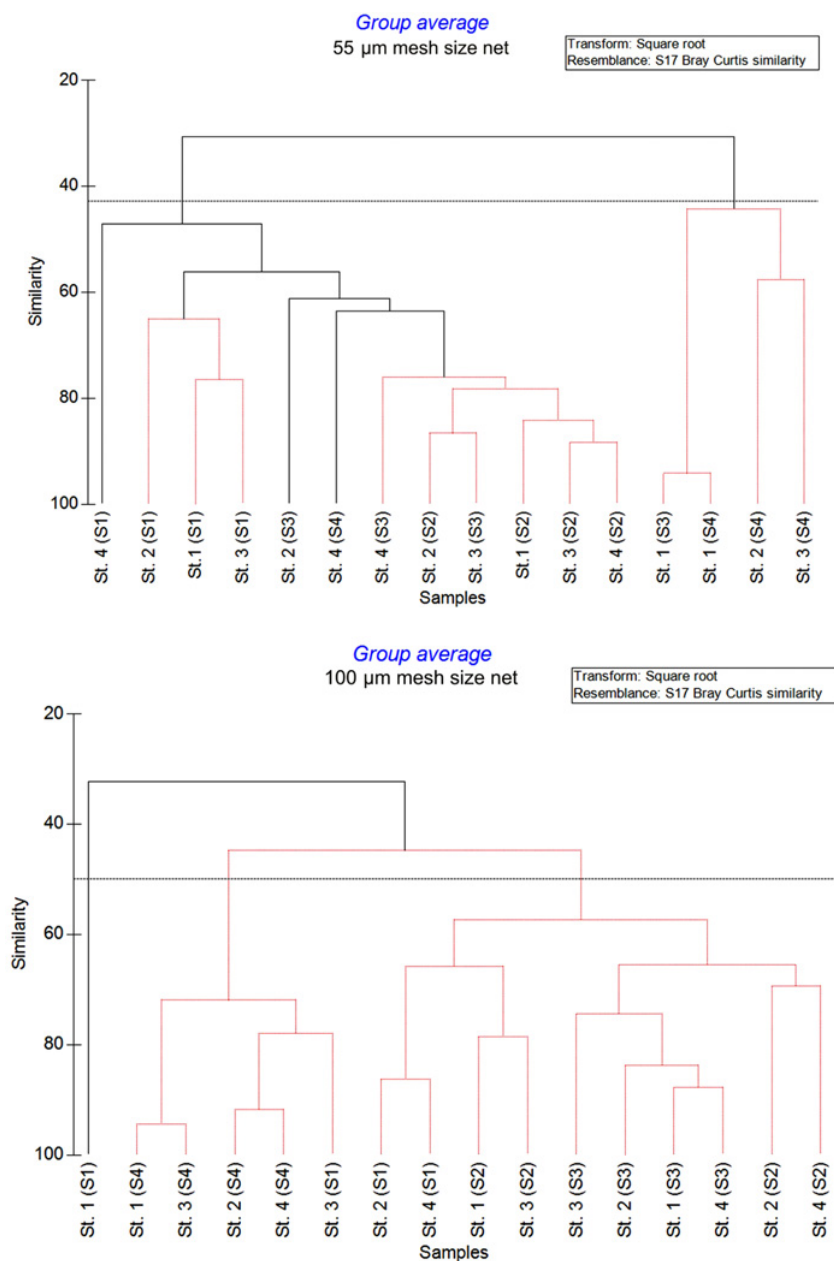 Group average
55 µm mesh size net
Transform: Square root
Resemblance: S17 Bray Curtis similarity
20
40
60
80
100
Similarity
St. 4 (S1)
St. 2 (S1)
St.1 (S1)
St. 3 (S1)
St. 2 (S3)
St. 4 (S4)
St. 4 (S3)
St. 2 (S2)
St. 3 (S3)
St.1 (S2)
St. 3 (S2)
St. 4 (S2)
St. 1 (S3)
St. 1 (S4)
St. 2 (S4)
St. 3 (S4)
Samples
Group average
100 µm mesh size net
Transform: Square root
Resemblance: S17 Bray Curtis similarity
20
40
60
80
100
Similarity
St. 1 (S1)
St. 1 (S4)
St. 3 (S4)
St. 2 (S4)
St. 4 (S4)
St. 3 (S1)
St. 2 (S1)
St. 4 (S1)
St. 1 (S2)
St. 3 (S2)
St. 3 (S3)
St. 2 (S3)
St. 1 (S3)
St. 4 (S3)
St. 2 (S2)
St. 4 (S2)
Samples